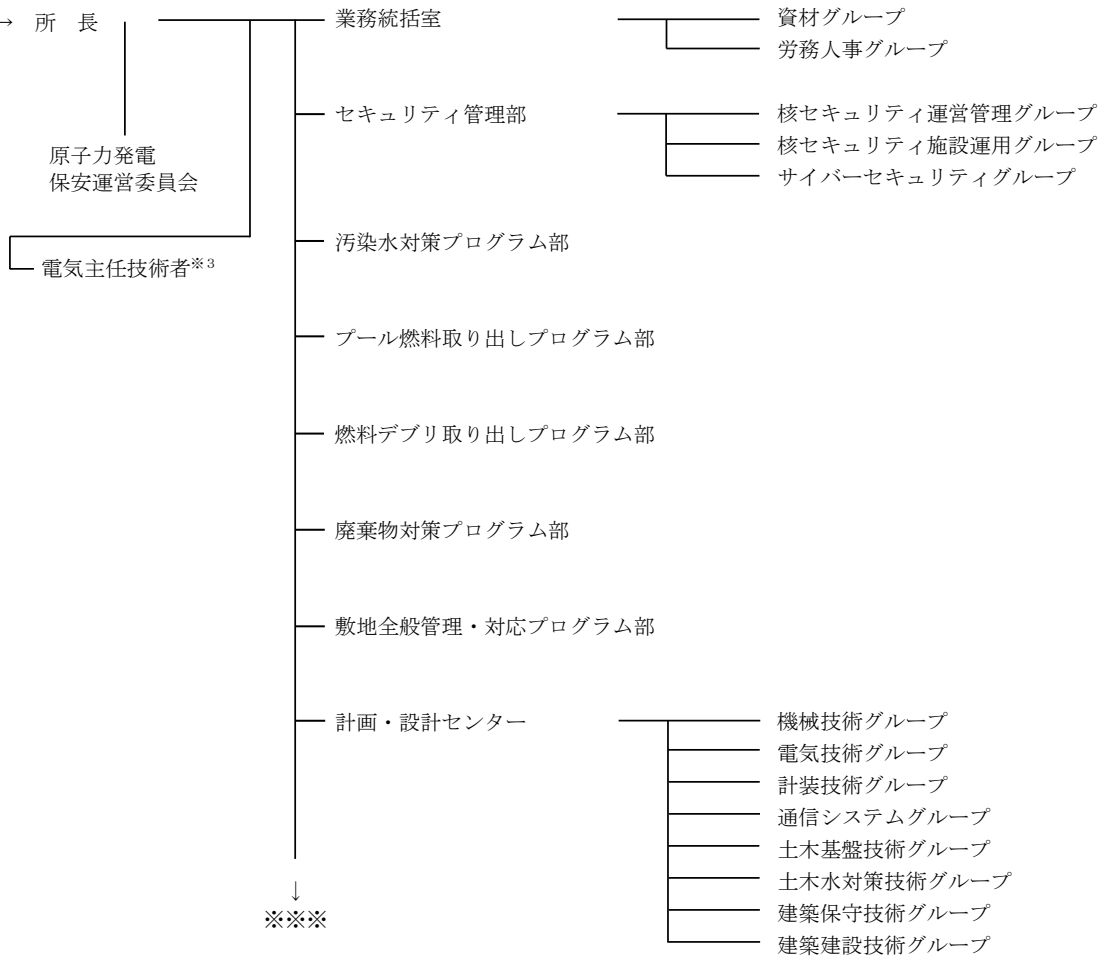 → 所 長
業務統括室
資材グループ
労務人事グループ
原子力発電
保安運営委員会
電気主任技術者※3
セキュリティ管理部
核セキュリティ運営管理グループ
核セキュリティ施設運用グループ
サイバーセキュリティグループ
汚染水対策プログラム部
プール燃料取り出しプログラム部
燃料デブリ取り出しプログラム部
廃棄物対策プログラム部
敷地全般管理・対応プログラム部
計画・設計センター
機械技術グループ
電気技術グループ
計装技術グループ
通信システムグループ
土木基盤技術グループ
土木水対策技術グループ
建築保守技術グループ
建築建設技術グループ
↓
※※※